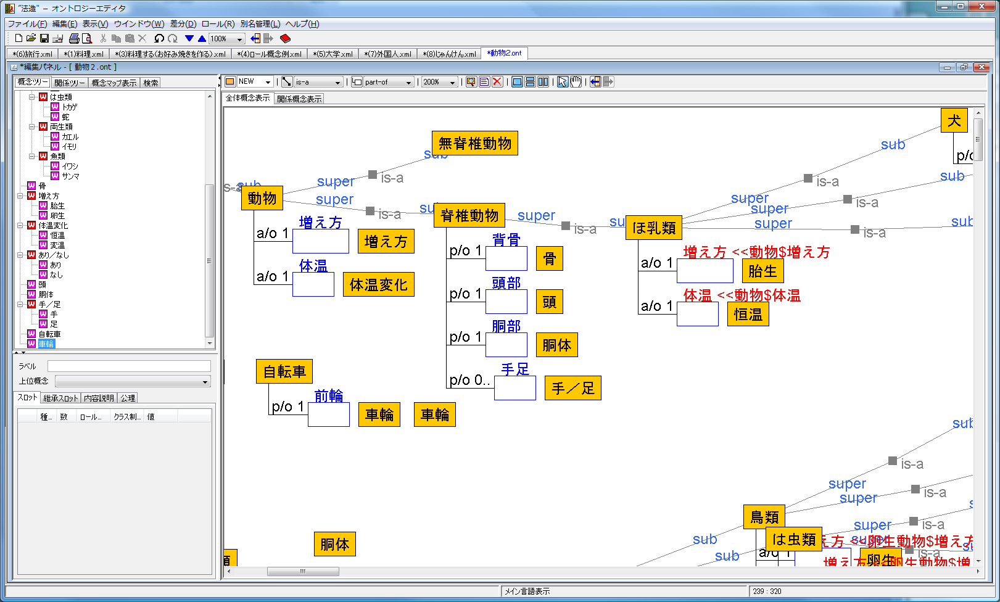 "法造" - オントロジーエディタ
ファイル(F) 編集(E) 表示(V) ウインドウ(W) 差分(D) ロール(R) 別名管理(L) ヘルプ(H)
100%
*(6)旅行.xml *(1)料理.xml *(3)料理する(お好み焼きを作る).xml *(4)ロール概念例.xml *(5)大学.xml *(7)外国人.xml *(8)じゃんけん.xml *動物2.ont
*編集パネル - [ 動物２.ont ]
概念ツリー 関係ツリー 概念マップ表示 検索
NEW is-a part-of 200%
全体概念表示 関係概念表示
は虫類
トカゲ
蛇
両生類
カエル
イモリ
魚類
イワシ
サンマ
骨
増え方
胎生
卵生
体温変化
恒温
変温
あり／なし
あり
なし
頭
胴体
手／足
手
足
自転車
車輪
ラベル
上位概念
スロット 継承スロット 内容説明 公理
種... 数 ロール... クラス制... 値
犬
p/o
無脊椎動物
sub
sub
super is-a
is-a
sub
super
is-a
動物
super
is-a
脊椎動物
super
is-a
ほ乳類
super
super
super
is-a
is-a
sub
sub
増え方
a/o 1
増え方
体温
a/o 1
体温変化
背骨
p/o 1
骨
頭部
p/o 1
頭
胴部
p/o 1
胴体
手足
p/o 0..
手／足
増え方 <<動物$増え方
a/o 1
胎生
体温 <<動物$体温
a/o 1
恒温
自転車
前輪
p/o 1
車輪 車輪
胴体
sub
is-a
super
super
is-a
鳥類
super
is-a
sub
は虫類
super
え方 <<卵生動物$増え方
is-a
sub
a/o 1
卵生
メイン言語表示
239 : 320